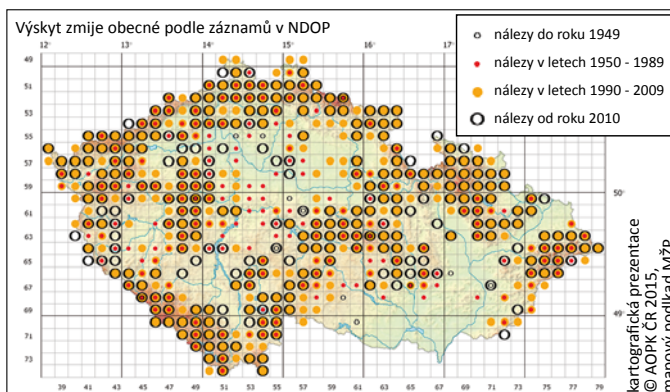 Výskyt zmije obecné podle záznamů v NDOP
nálezy do roku 1949
nálezy v letech 1950 - 1989
nálezy v letech 1990 - 2009
nálezy od roku 2010
12° 13° 14° 15° 16° 17°
49
51
53
55
57
59
61
63
65
67
69
71
73
50°
49°
39 41 43 45 47 49 51 53 55 57 59 61 63 65 67 69 71 73 75 77 79
kartografická prezentace
© AOPK ČR 2015,
mapový podklad MŽP